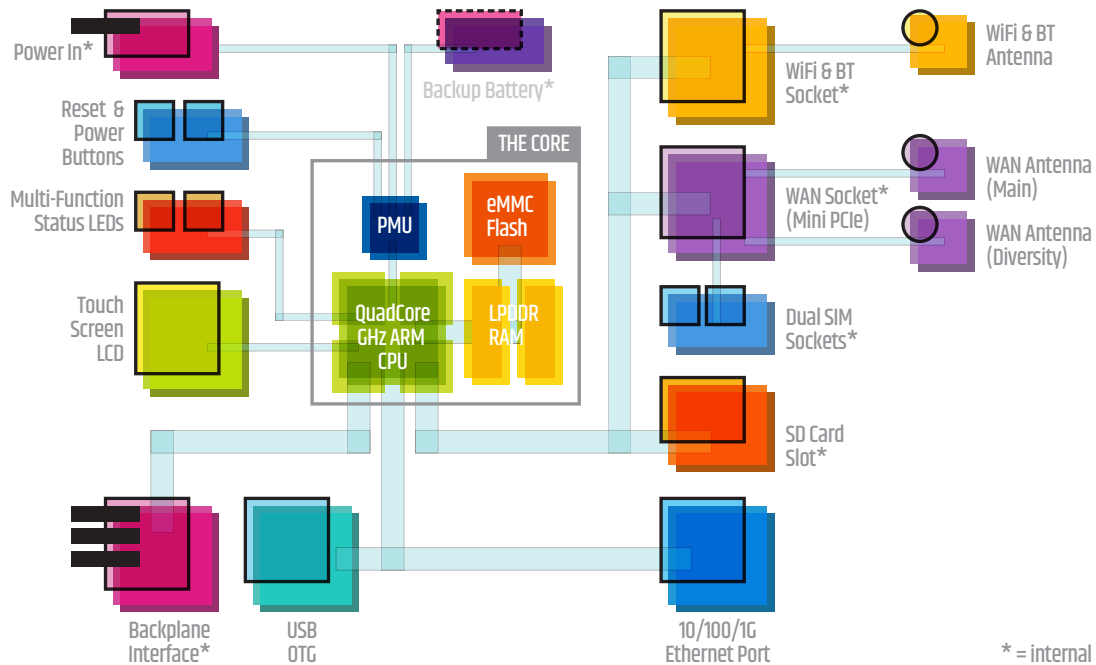 Power In*
Backup Battery*
WiFi & BT
Socket*
WiFi & BT
Antenna
Reset &
Power
Buttons
THE CORE
Multi-Function
Status LEDs
PMU
eMMC
Flash
WAN Socket*
(Mini PCIe)
WAN Antenna
(Main)
WAN Antenna
(Diversity)
Touch
Screen
LCD
QuadCore
GHz ARM
CPU
LPDDR
RAM
Dual SIM
Sockets*
SD Card
Slot*
Backplane
Interface*
USB
OTG
10/100/1G
Ethernet Port
* = internal